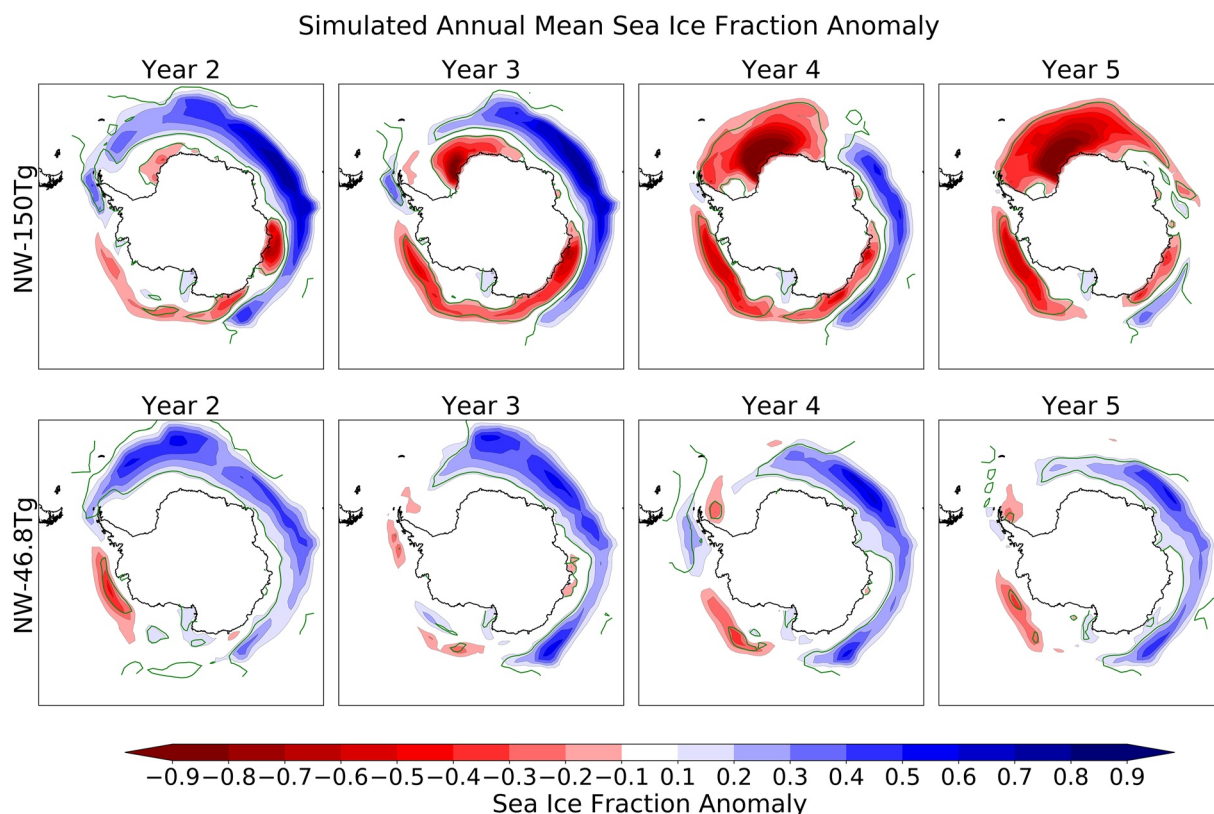 Simulated Annual Mean Sea Ice Fraction Anomaly
Year 2 Year 3 Year 4 Year 5
NW-150Tg
Year 2 Year 3 Year 4 Year 5
NW-46.8Tg
−0.9 −0.8 −0.7 −0.6 −0.5 −0.4 −0.3 −0.2 −0.1 0.1 0.2 0.3 0.4 0.5 0.6 0.7 0.8 0.9
Sea Ice Fraction Anomaly